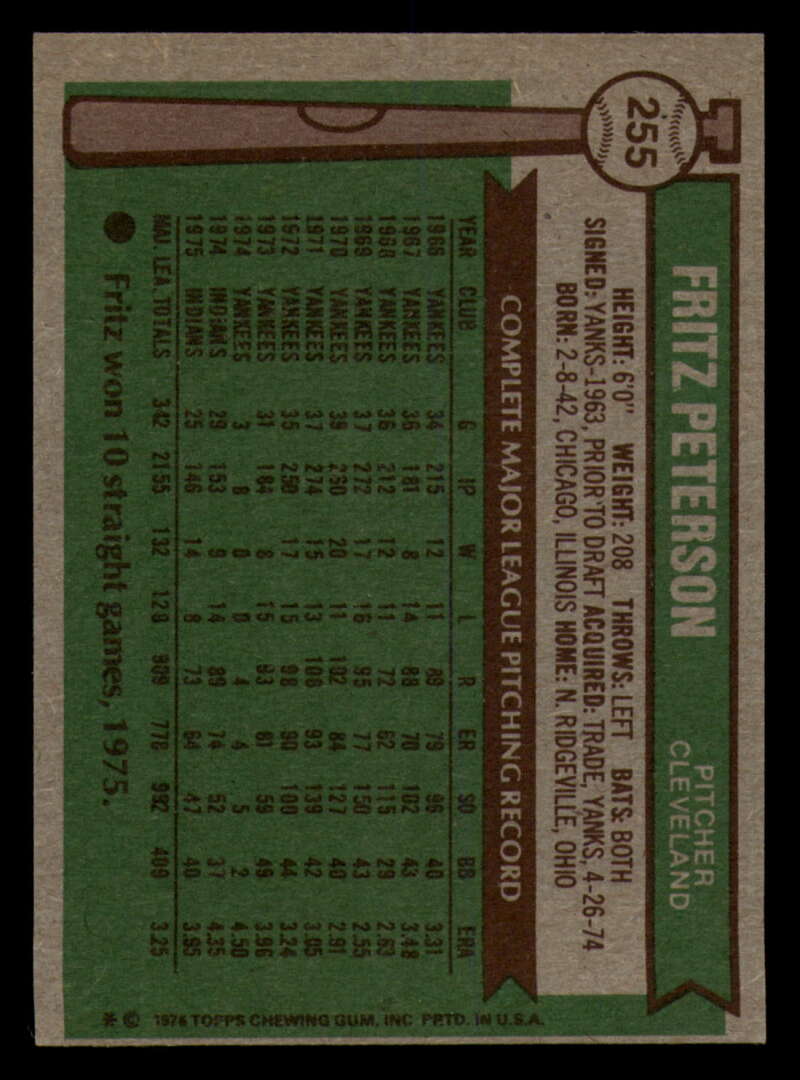 255
FRITZ PETERSON
PITCHER
CLEVELAND
HEIGHT: 6'0" WEIGHT: 208 THROWS: LEFT BATS: BOTH
SIGNED: YANKS-1963, PRIOR TO DRAFT ACQUIRED: TRADE, YANKS, 4-26-74
BORN: 2-8-42, CHICAGO, ILLINOIS HOME: N. RIDGEVILLE, OHIO
COMPLETE MAJOR LEAGUE PITCHING RECORD
YEAR CLUB G IP W L R ER SO BB ERA
1966 YANKEES 34 215 12 11 89 79 96 40 3.31
1967 YANKEES 36 181 8 14 88 70 102 43 3.48
1968 YANKEES 36 212 12 11 72 62 115 29 2.63
1969 YANKEES 37 272 17 16 95 77 150 43 2.55
1970 YANKEES 39 260 20 11 102 84 127 40 2.91
1971 YANKEES 37 274 15 13 106 93 139 42 3.05
1972 YANKEES 35 250 17 15 98 90 100 44 3.24
1973 YANKEES 31 184 8 15 93 81 59 49 3.96
1974 YANKEES 3 8 0 0 4 4 5 2 4.50
1974 INDIANS 29 153 9 14 89 74 52 37 4.35
1975 INDIANS 25 146 14 8 73 64 47 40 3.95
MAJ. LEA. TOTALS 342 2155 132 128 909 778 992 409 3.25
Fritz won 10 straight games, 1975.
* © 1976 TOPPS CHEWING GUM, INC PRTD. IN U.S.A.